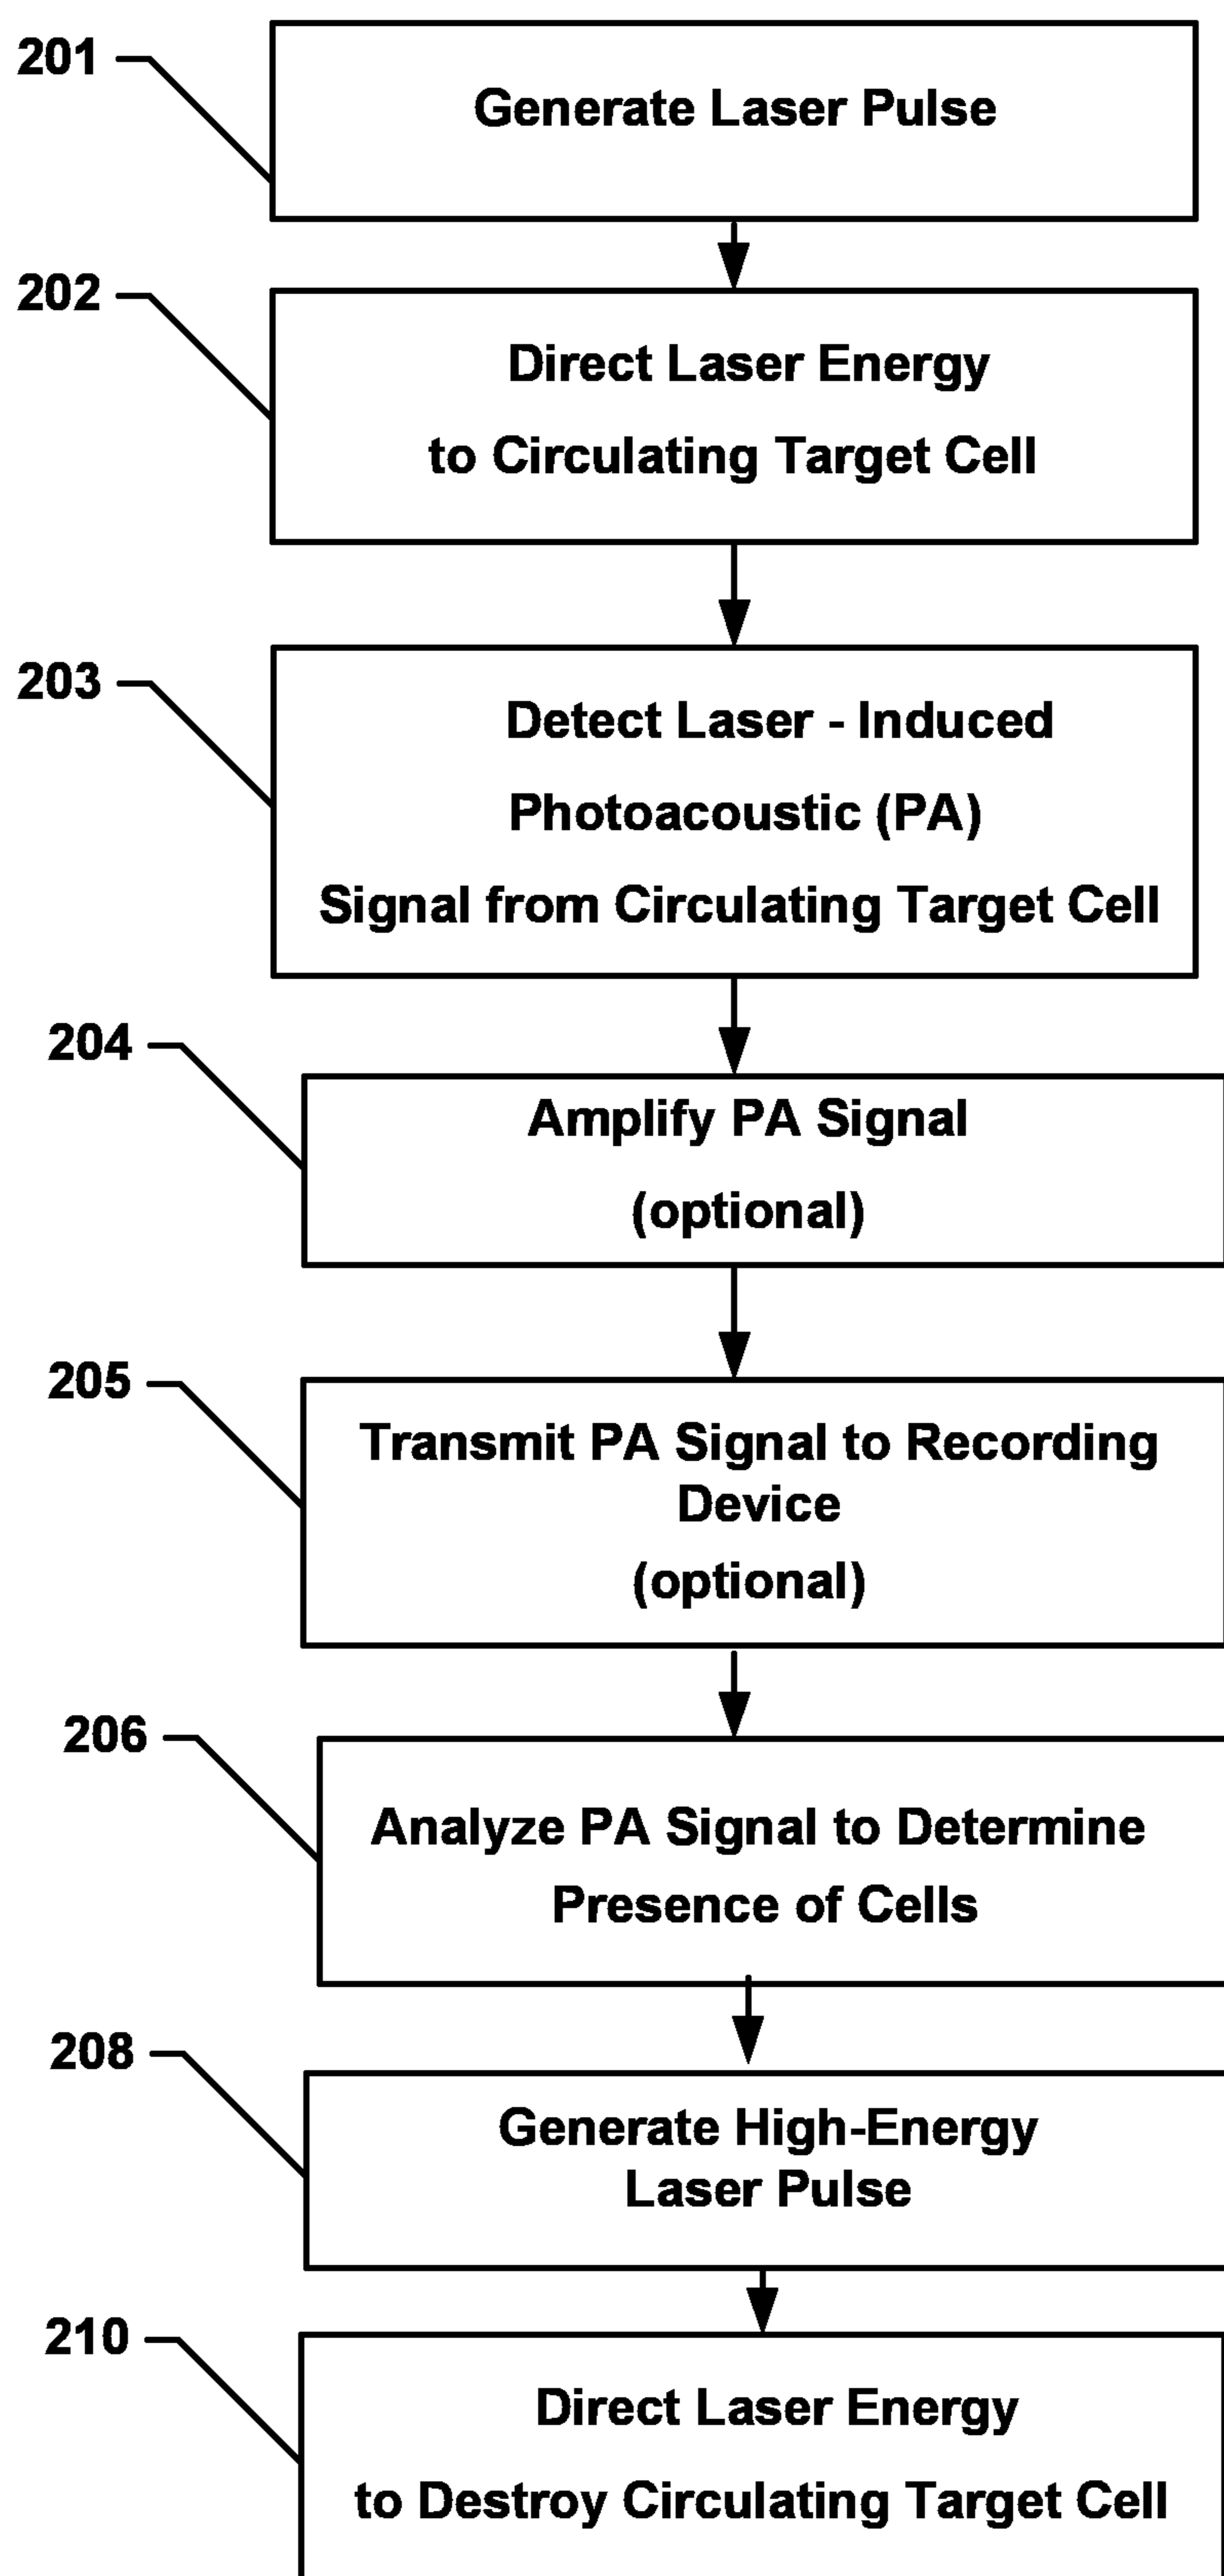 201
Generate Laser Pulse
202
Direct Laser Energy
to Circulating Target Cell
203
Detect Laser - Induced
Photoacoustic (PA)
Signal from Circulating Target Cell
204
Amplify PA Signal
(optional)
205
Transmit PA Signal to Recording
Device
(optional)
206
Analyze PA Signal to Determine
Presence of Cells
208
Generate High-Energy
Laser Pulse
210
Direct Laser Energy
to Destroy Circulating Target Cell